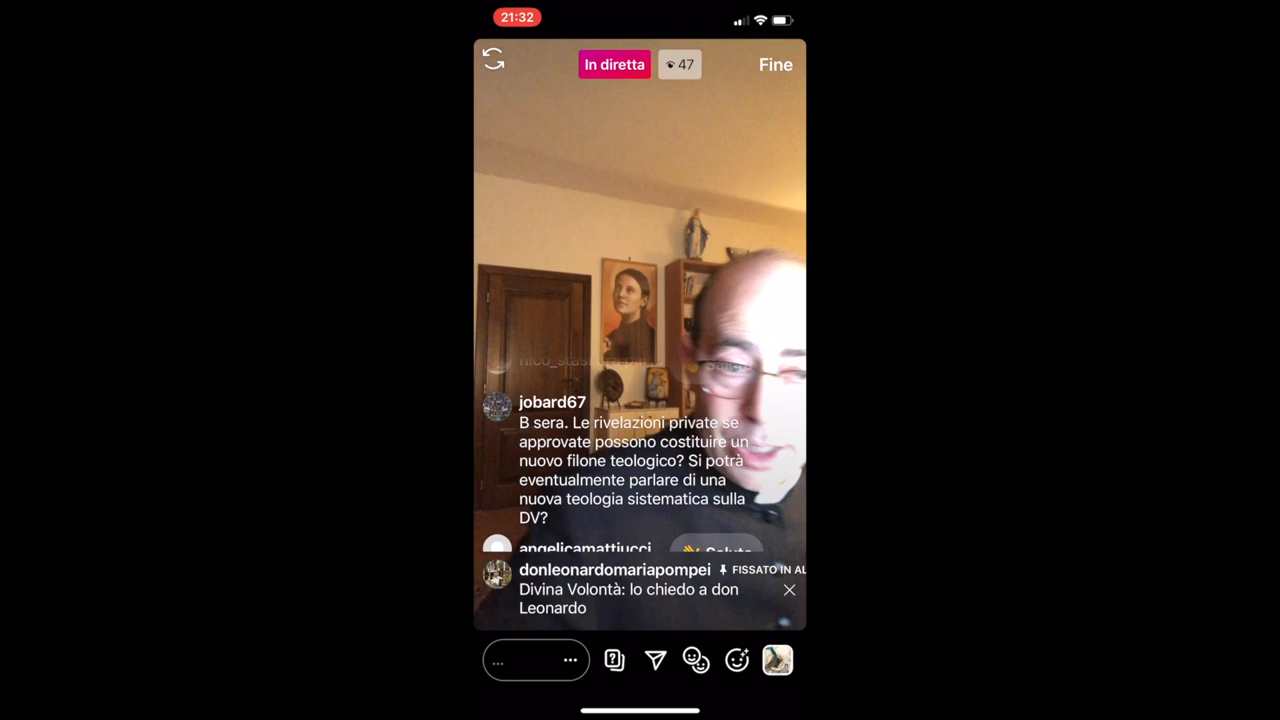 21:32
In diretta
47
Fine
jobard67
B sera. Le rivelazioni private se
approvate possono costituire un
nuovo filone teologico? Si potrà
eventualmente parlare di una
nuova teologia sistematica sulla
DV?
angelicamattiucci
Saluta
donleonardomariapompei FISSATO IN AL
Divina Volontà: lo chiedo a don
Leonardo
...